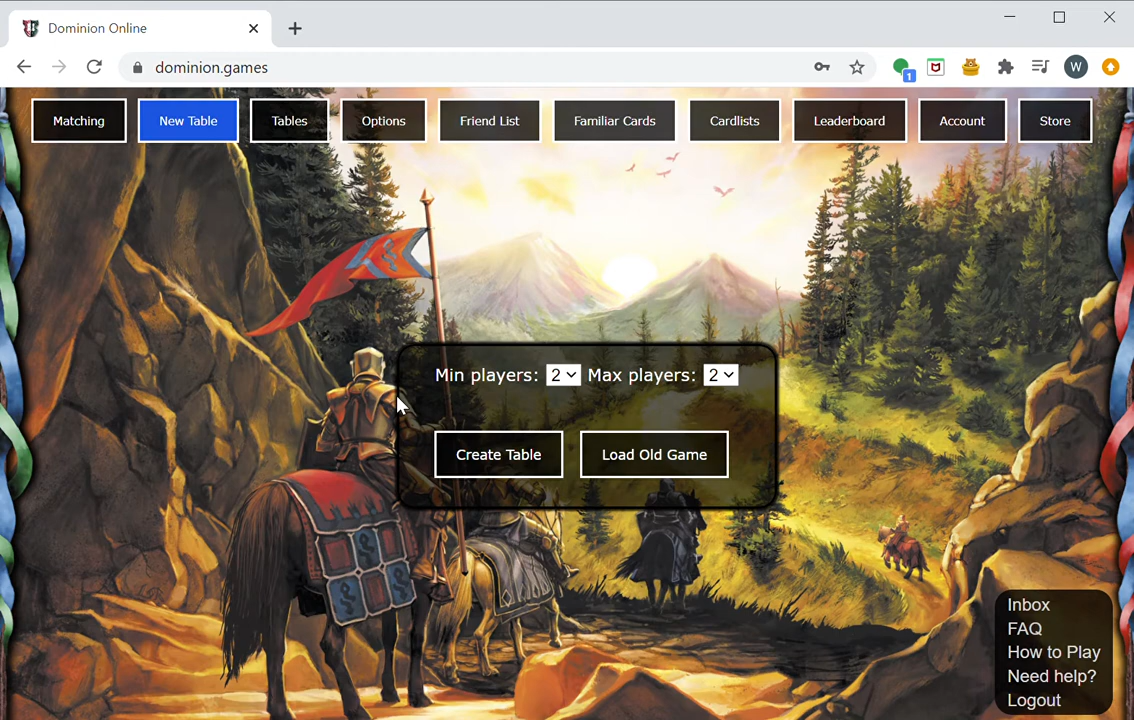 Dominion Online
dominion.games
1
W
Matching New Table Tables Options Friend List Familiar Cards Cardlists Leaderboard Account Store
Min players: 2 Max players: 2
Create Table Load Old Game
Inbox
FAQ
How to Play
Need help?
Logout